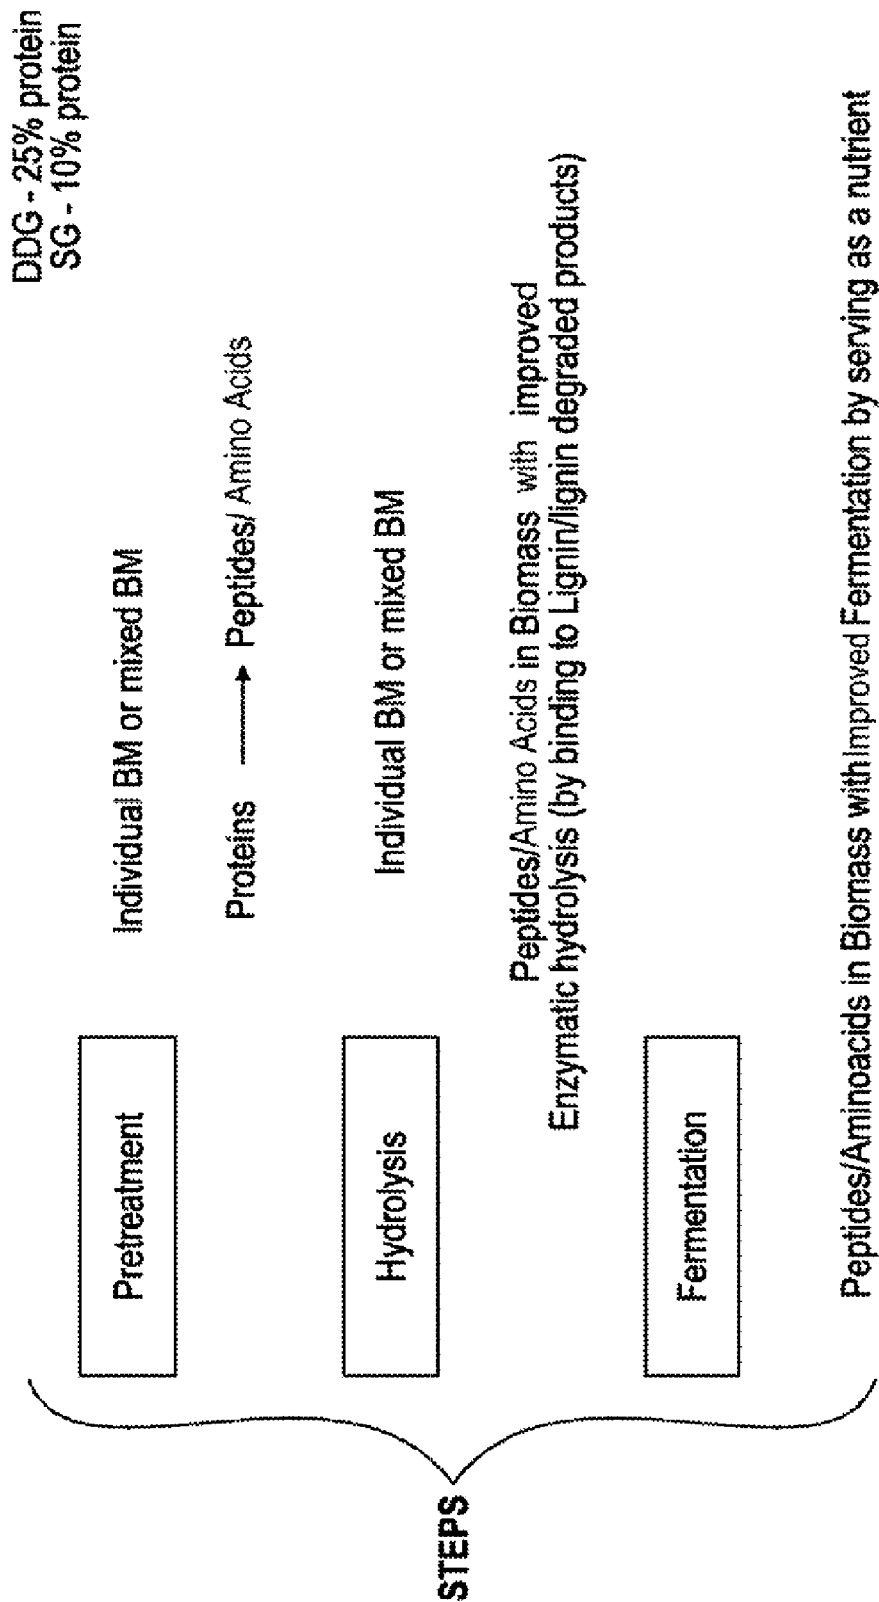 DDG - 25% protein
SG - 10% protein
STEPS
Pretreatment
Individual BM or mixed BM
Proteins → Peptides/ Amino Acids
Hydrolysis
Individual BM or mixed BM
Peptides/Amino Acids in Biomass with improved
Enzymatic hydrolysis (by binding to Lignin/lignin degraded products)
Fermentation
Peptides/Aminoacids in Biomass with Improved Fermentation by serving as a nutrient